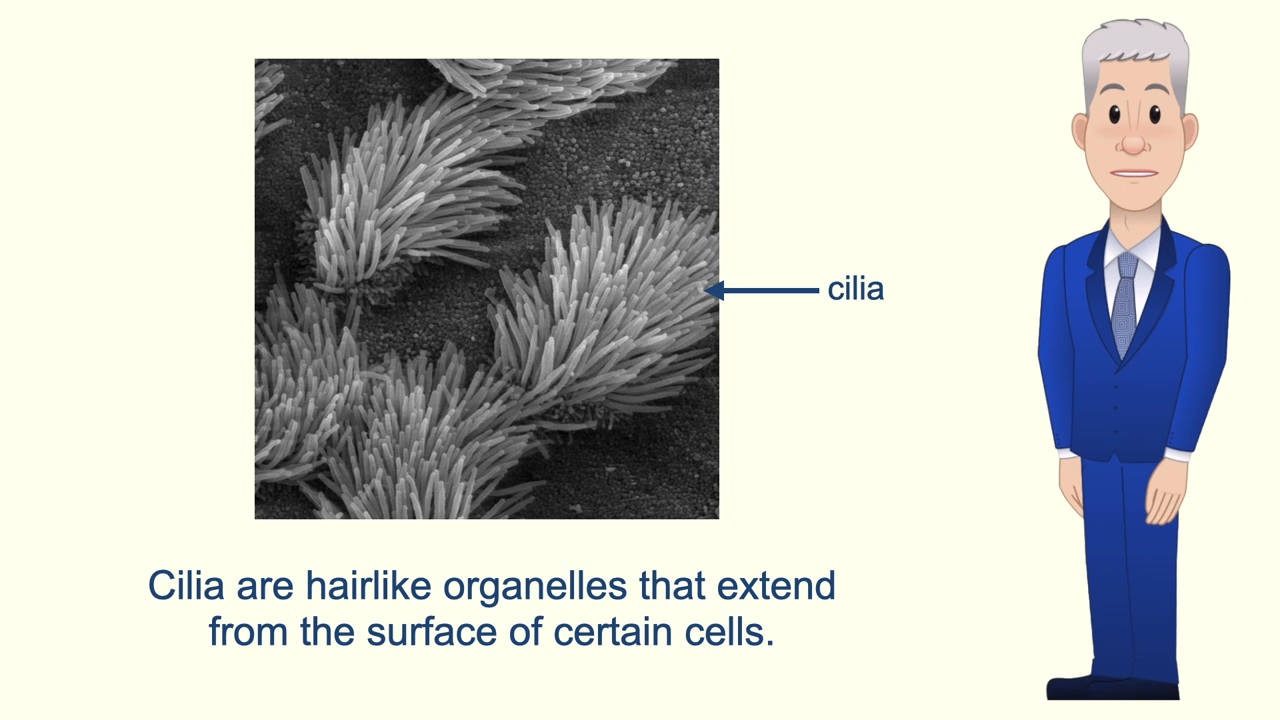 cilia
Cilia are hairlike organelles that extend
from the surface of certain cells.